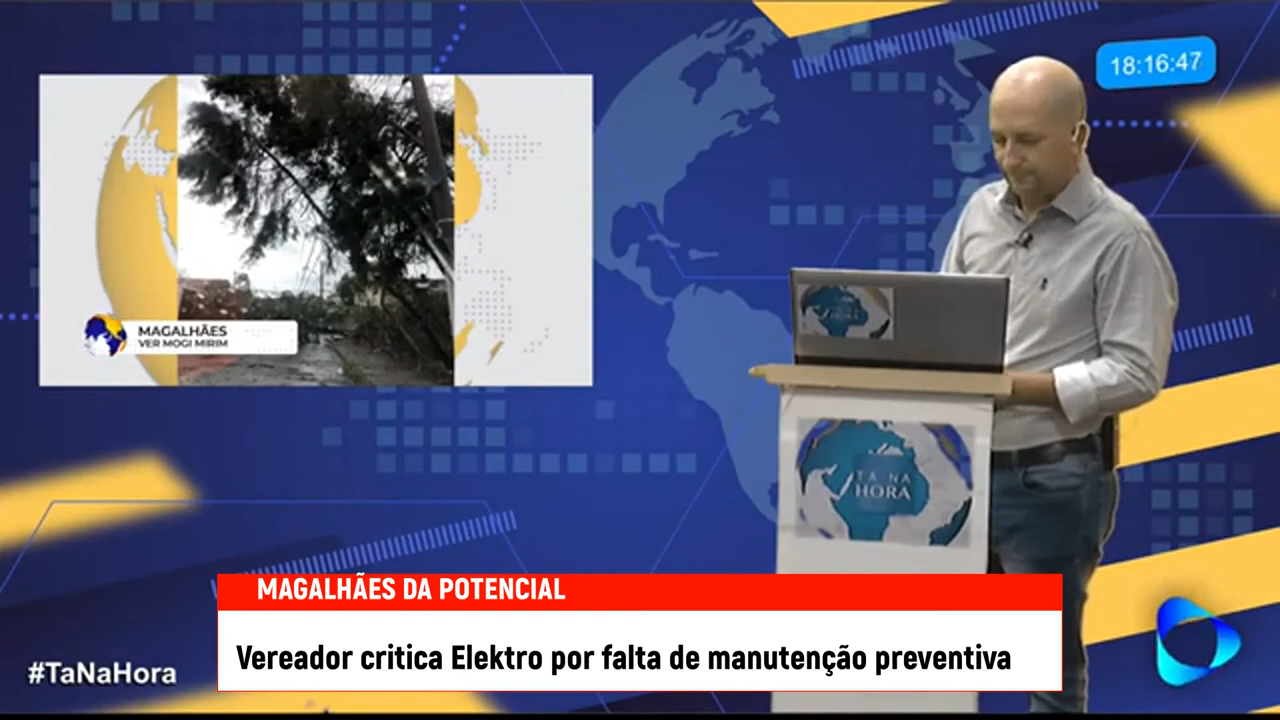 18:16:47
MAGALHÃES
VER MOGI MIRIM
TA NA
HORA
MAGALHÃES DA POTENCIAL
Vereador critica Elektro por falta de manutenção preventiva
#TaNaHora